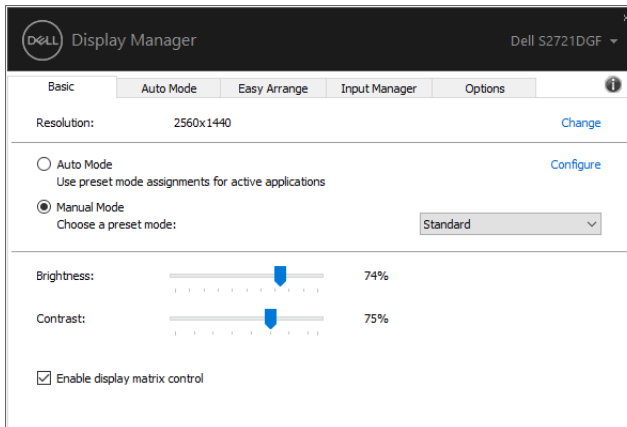 DELL Display Manager Dell S2721DGF
Basic Auto Mode Easy Arrange Input Manager Options
Resolution: 2560x1440 Change
Auto Mode Configure
Use preset mode assignments for active applications
Manual Mode
Choose a preset mode: Standard
Brightness: 74%
Contrast: 75%
Enable display matrix control